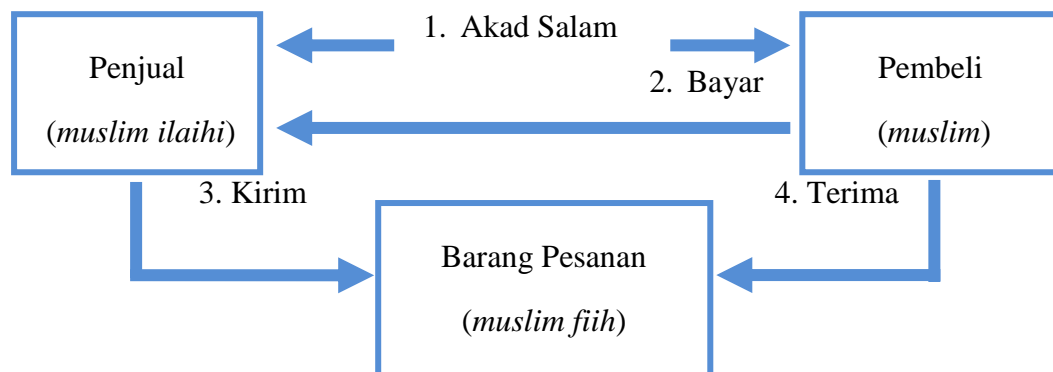 1. Akad Salam
Penjual
(muslim ilaihi)
Pembeli
(muslim)
2. Bayar
3. Kirim
4. Terima
Barang Pesanan
(muslim fiih)